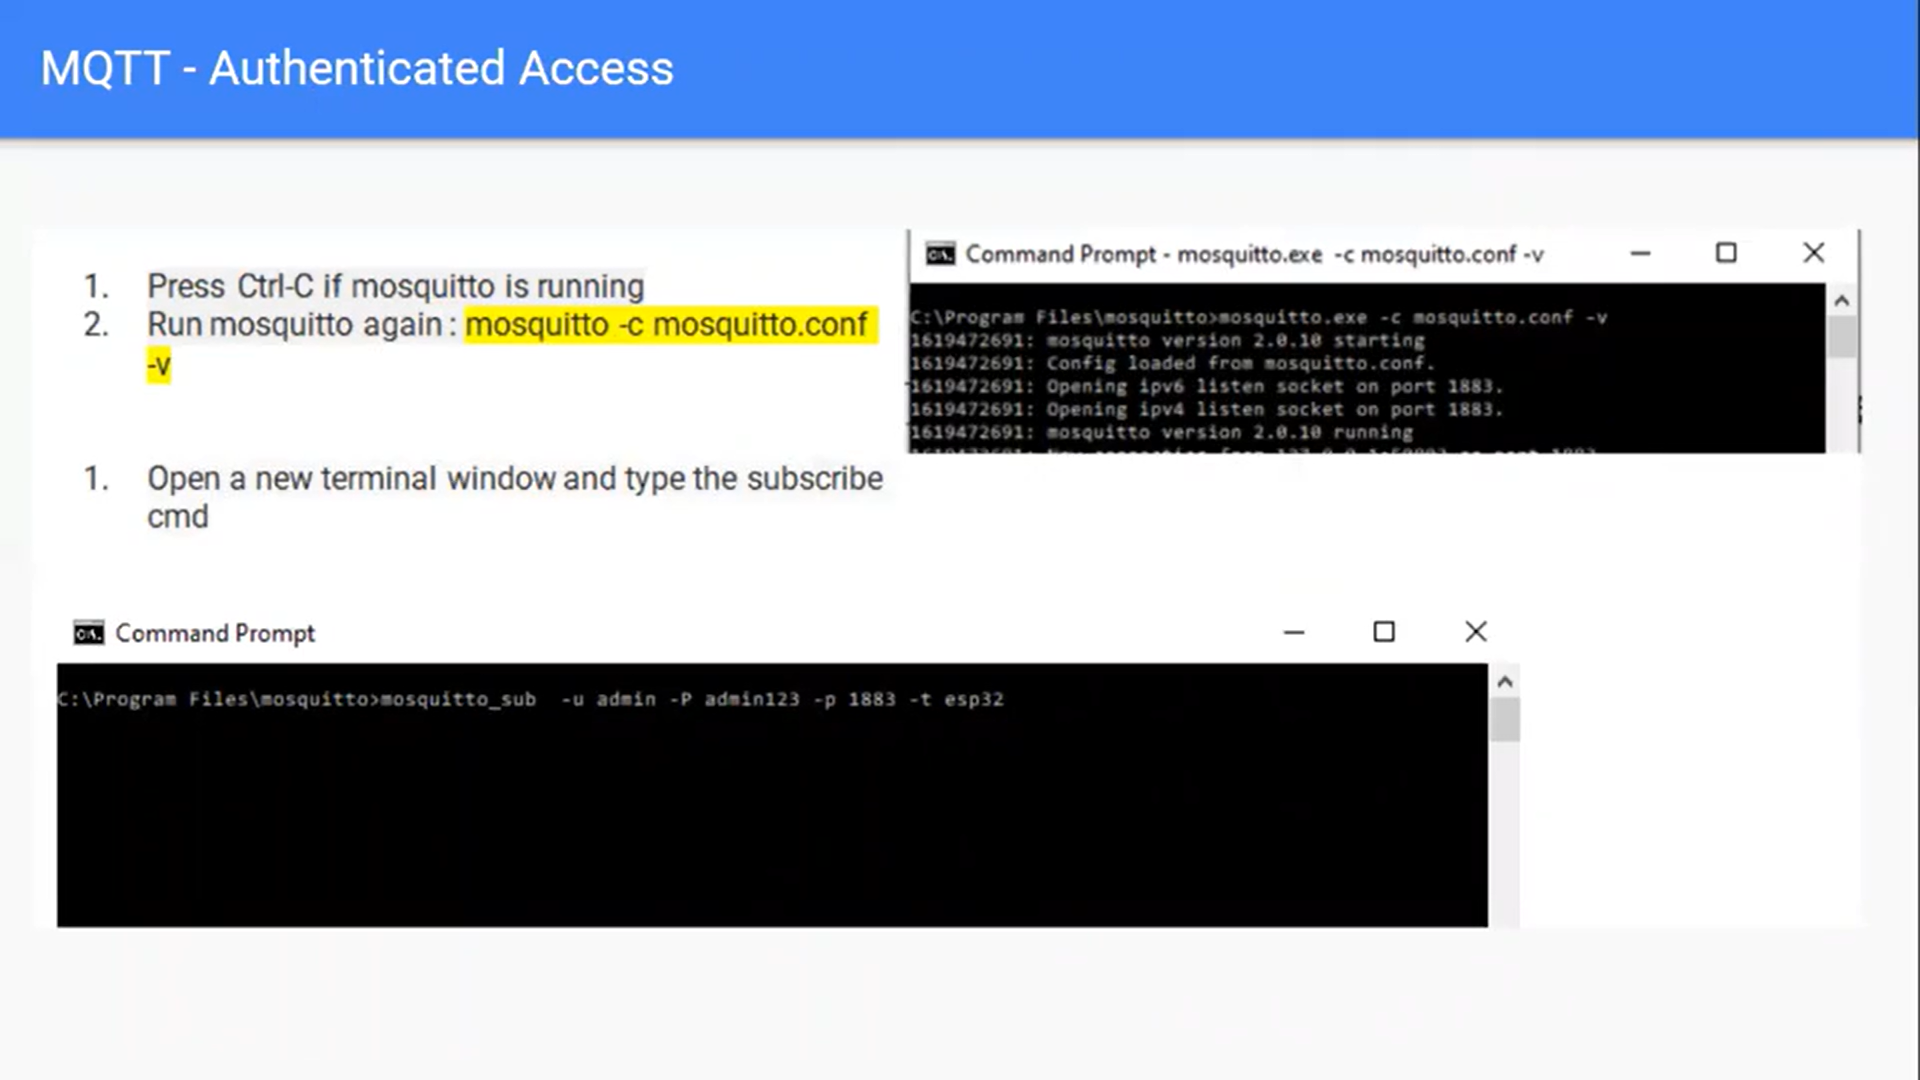 MQTT - Authenticated Access
1. Press Ctrl-C if mosquitto is running
2. Run mosquitto again : mosquitto -c mosquitto.conf
-v
1. Open a new terminal window and type the subscribe
cmd
Command Prompt - mosquitto.exe -c mosquitto.conf -v
C:\Program Files\mosquitto>mosquitto.exe -c mosquitto.conf -v
1619472691: mosquitto version 2.0.10 starting
1619472691: Config loaded from mosquitto.conf.
1619472691: Opening ipv6 listen socket on port 1883.
1619472691: Opening ipv4 listen socket on port 1883.
1619472691: mosquitto version 2.0.10 running
Command Prompt
C:\Program Files\mosquitto>mosquitto_sub -u admin -P admin123 -p 1883 -t esp32